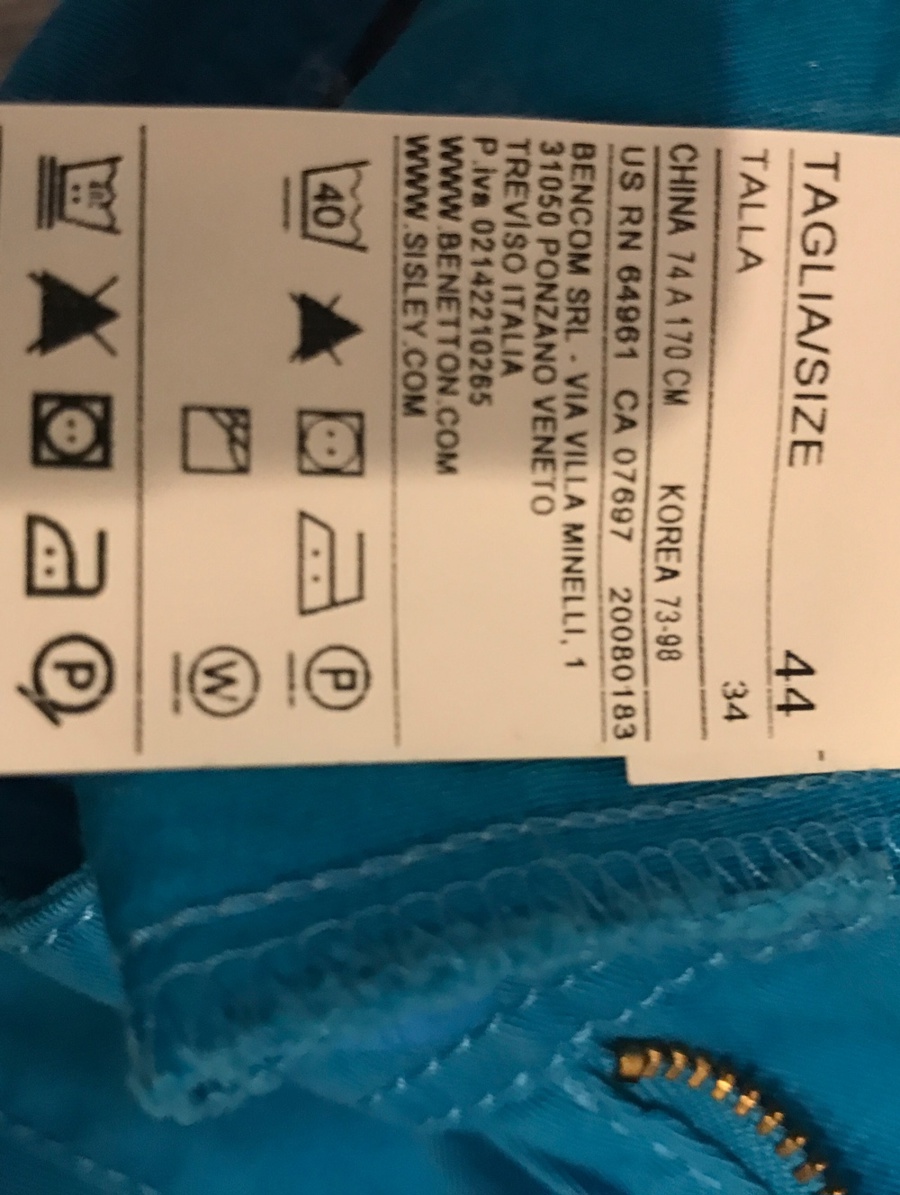 TAGLIA/SIZE 44
TALLA 34
CHINA 74 A 170 CM KOREA 73-98
US RN 64961 CA 07697 20080183
BENCOM SRL - VIA VILLA MINELLI, 1
31050 PONZANO VENETO
TREVISO ITALIA
P.iva 02142210265
WWW.BENETTON.COM
WWW.SISLEY.COM
40 P
W
P